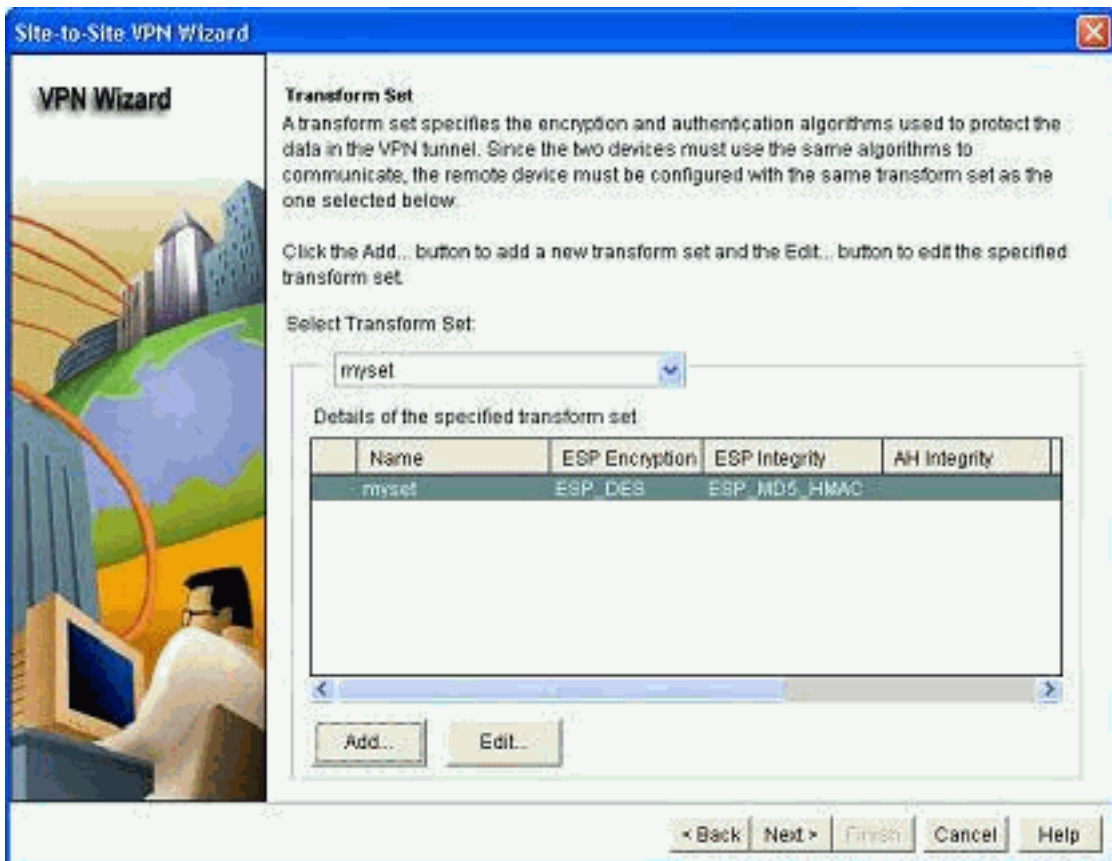 Site-to-Site VPN Wizard
VPN Wizard
Transform Set
A transform set specifies the encryption and authentication algorithms used to protect the
data in the VPN tunnel. Since the two devices must use the same algorithms to
communicate, the remote device must be configured with the same transform set as the
one selected below.
Click the Add... button to add a new transform set and the Edit... button to edit the specified
transform set.
Select Transform Set:
myset
Details of the specified transform set
Name ESP Encryption ESP Integrity AH Integrity
myset ESP_DES ESP_MD5_HMAC
Add... Edit...
< Back Next > Finish Cancel Help